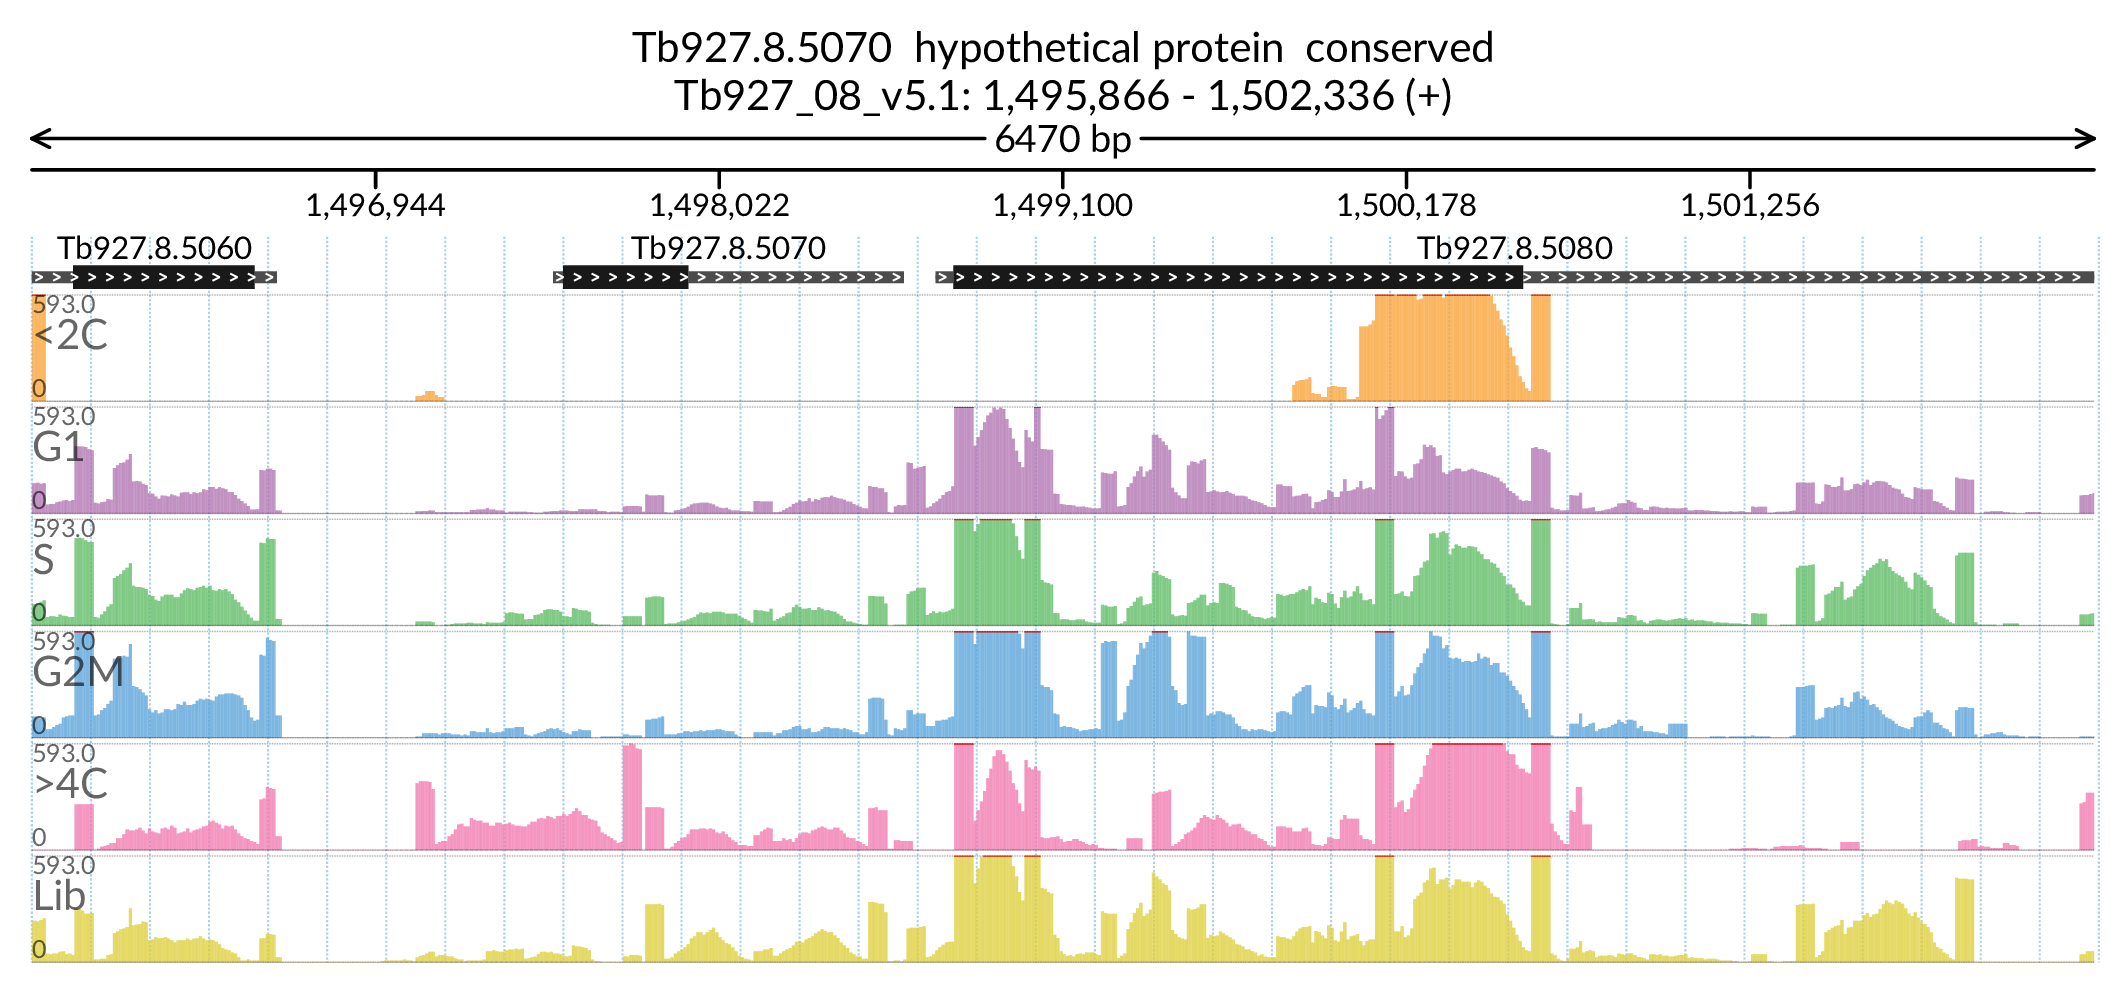 Tb927.8.5070  hypothetical protein  conserved
Tb927_08_v5.1: 1,495,866 - 1,502,336 (+)
6470 bp
1,496,944 1,498,022 1,499,100 1,500,178 1,501,256
Tb927.8.5060 Tb927.8.5070 Tb927.8.5080
593.0
<2C
0
593.0
G1
0
593.0
S
0
593.0
G2M
0
593.0
>4C
0
593.0
Lib
0